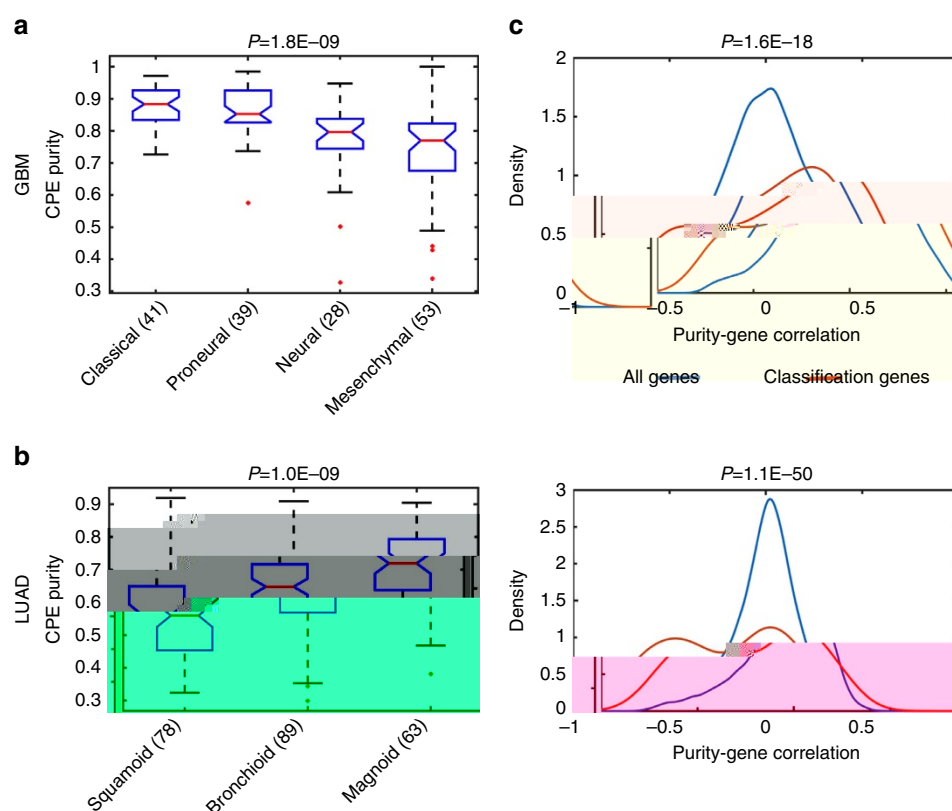 a
P=1.8E–09
GBM
CPE purity
1
0.9
0.8
0.7
0.6
0.5
0.4
0.3
Classical (41)
Proneural (39)
Neural (28)
Mesenchymal (53)
c
P=1.6E–18
Density
2
1.5
1
0.5
0
–1
–0.5
0
0.5
Purity-gene correlation
All genes
Classification genes
b
P=1.0E–09
LUAD
CPE purity
0.9
0.8
0.7
0.6
0.5
0.4
0.3
Squamoid (78)
Bronchioid (89)
Magnoid (63)
P=1.1E–50
Density
3
2.5
2
1.5
1
0.5
0
–1
–0.5
0
0.5
Purity-gene correlation